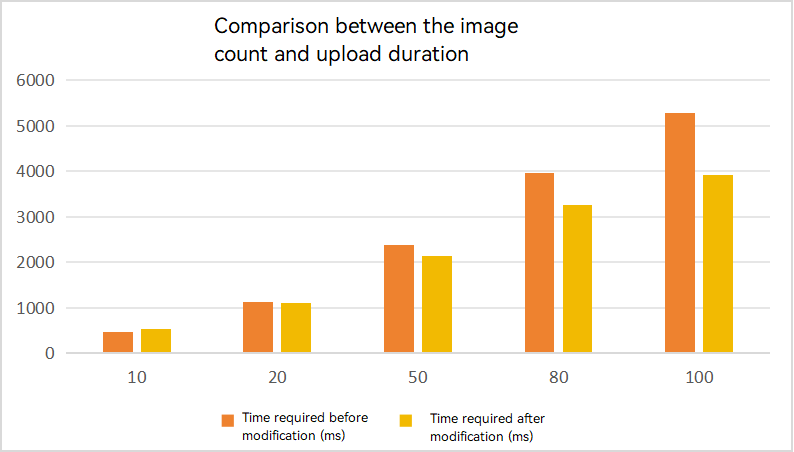 Comparison between the image
count and upload duration
6000
5000
4000
3000
2000
1000
0
10 20 50 80 100
Time required before
modification (ms)
Time required after
modification (ms)